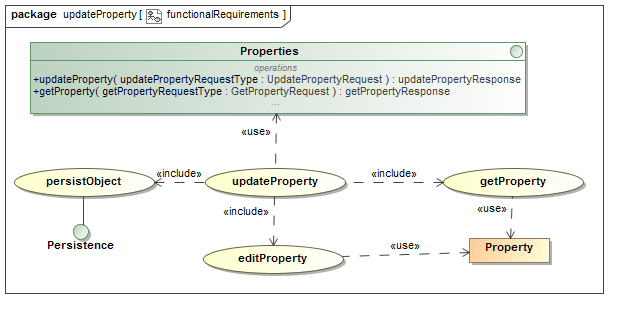 package updateProperty [ functionalRequirements ]
Properties
operations
+updateProperty( updatePropertyRequestType : UpdatePropertyRequest ) : updatePropertyResponse
+getProperty( getPropertyRequestType : GetPropertyRequest ) : getPropertyResponse
...
«use»
persistObject
«include»
updateProperty
«include»
getProperty
«include»
«use»
Persistence
editProperty
«use»
Property